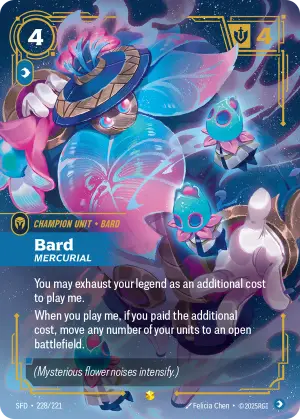 4
4
CHAMPION UNIT • BARD
Bard
MERCURIAL
You may exhaust your legend as an additional cost
to play me.
When you play me, if you paid the additional
cost, move any number of your units to an open
battlefield.
(Mysterious flower noises intensify.)
SFD • 228/221
Felicia Chen • ©2025RGI